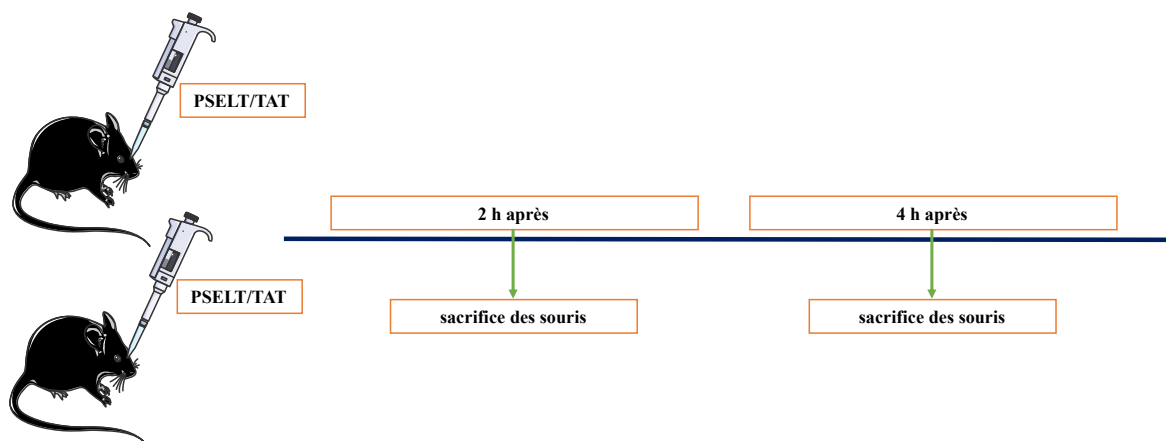 PSELT/TAT
2 h après
4 h après
PSELT/TAT
sacrifice des souris
sacrifice des souris